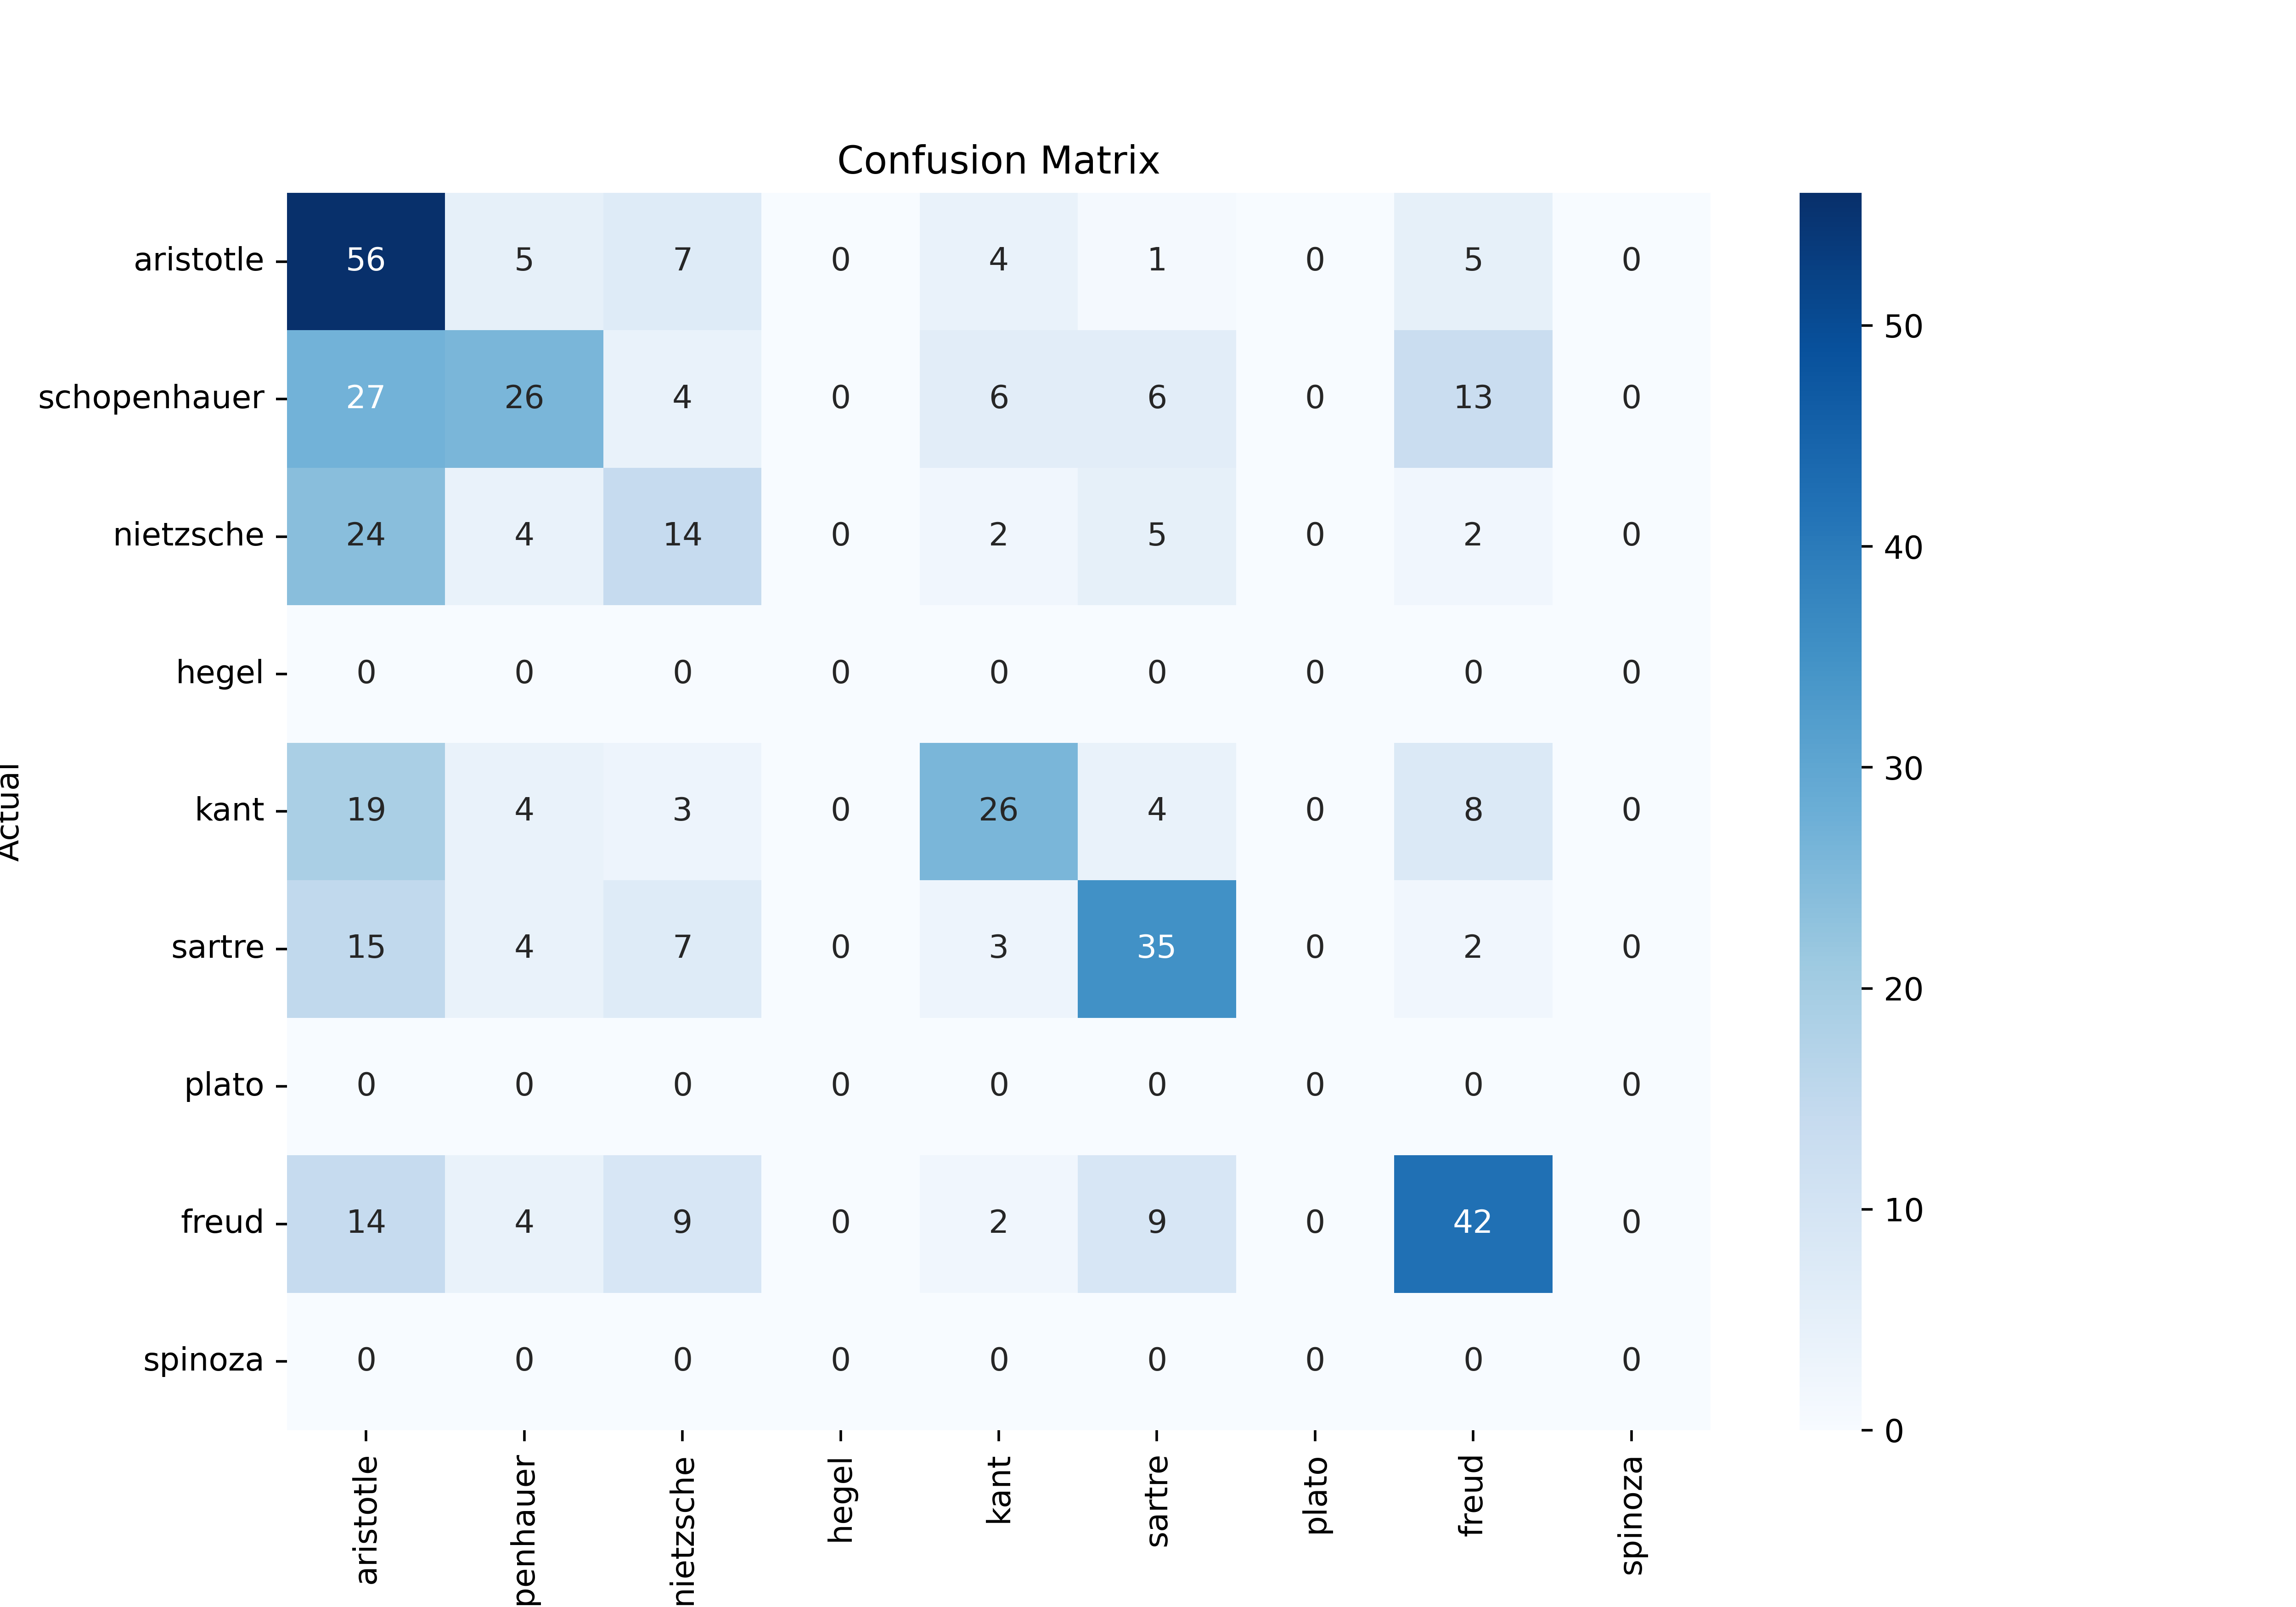 Confusion Matrix
aristotle 56 5 7 0 4 1 0 5 0
schopenhauer 27 26 4 0 6 6 0 13 0
nietzsche 24 4 14 0 2 5 0 2 0
hegel 0 0 0 0 0 0 0 0 0
kant 19 4 3 0 26 4 0 8 0
sartre 15 4 7 0 3 35 0 2 0
plato 0 0 0 0 0 0 0 0 0
freud 14 4 9 0 2 9 0 42 0
spinoza 0 0 0 0 0 0 0 0 0
Actual
aristotle
penhauer
nietzsche
hegel
kant
sartre
plato
freud
spinoza
50
40
30
20
10
0